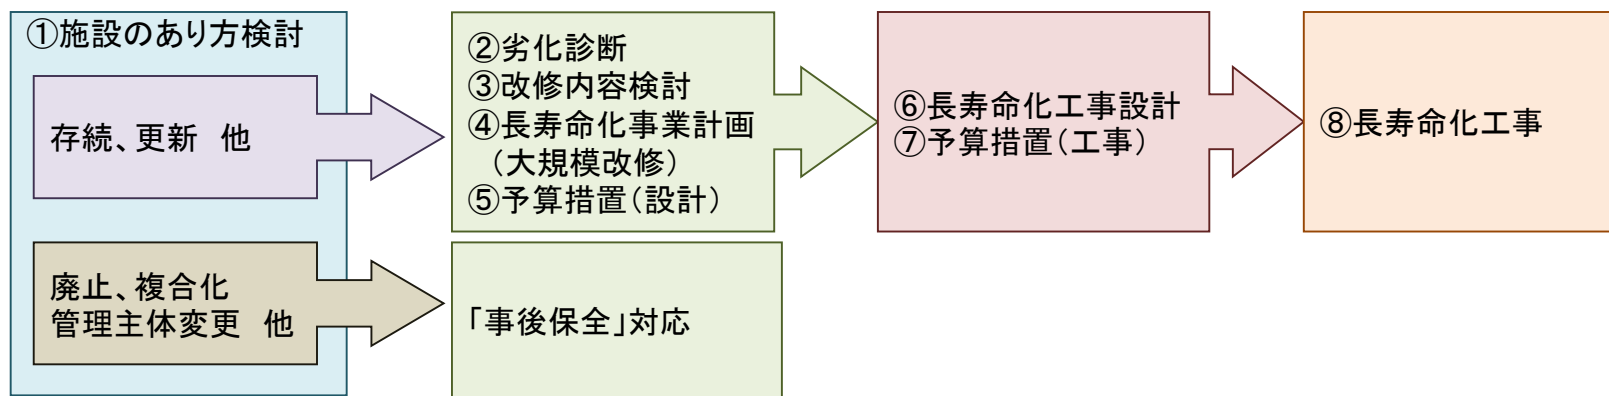 ①施設のあり方検討
存続、更新　他
②劣化診断
③改修内容検討
④長寿命化事業計画
（大規模改修）
⑤予算措置（設計）
⑥長寿命化工事設計
⑦予算措置（工事）
⑧長寿命化工事
廃止、複合化
管理主体変更　他
「事後保全」対応